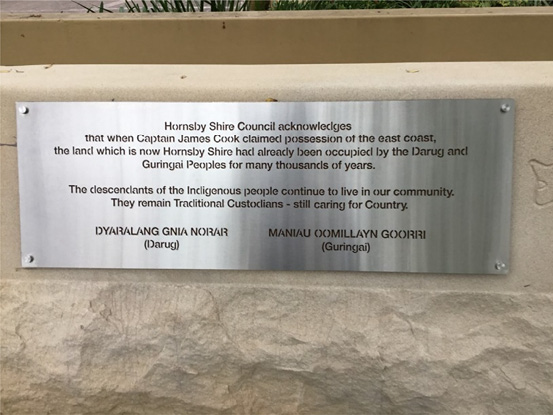 Hornsby Shire Council acknowledges
that when Captain James Cook claimed possession of the east coast,
the land which is now Hornsby Shire had already been occupied by the Darug and
Guringai Peoples for many thousands of years.
The descendants of the Indigenous people continue to live in our community.
They remain Traditional Custodians - still caring for Country.
DYARALANG GNIA NORAR MANIAU OOMILLAYN GOORRI
(Darug) (Guringai)